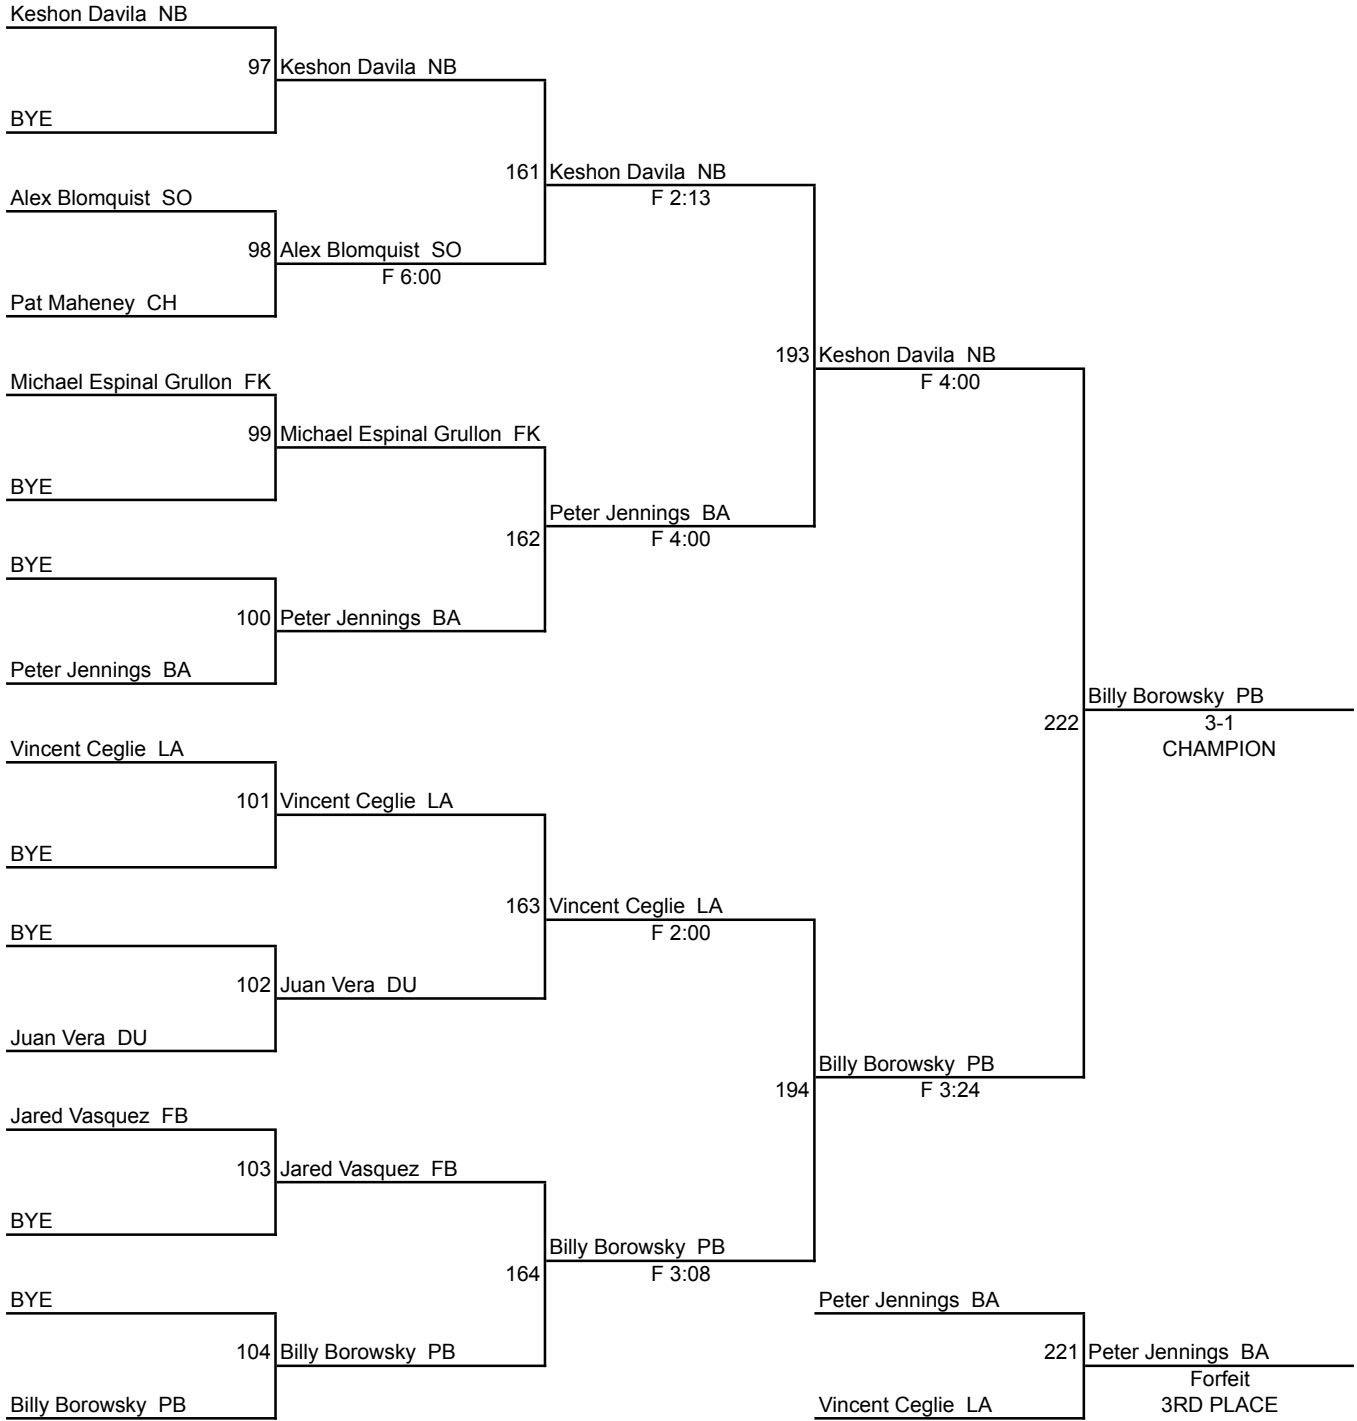 Keshon Davila  NB
97 Keshon Davila  NB
BYE
161 Keshon Davila  NB
F 2:13
Alex Blomquist  SO
98 Alex Blomquist  SO
F 6:00
Pat Maheney  CH
193 Keshon Davila  NB
F 4:00
Michael Espinal Grullon  FK
99 Michael Espinal Grullon  FK
BYE
Peter Jennings  BA
162
F 4:00
BYE
100 Peter Jennings  BA
Peter Jennings  BA
Billy Borowsky  PB
222
3-1
CHAMPION
Vincent Ceglie  LA
101 Vincent Ceglie  LA
BYE
163 Vincent Ceglie  LA
F 2:00
BYE
102 Juan Vera  DU
Juan Vera  DU
Billy Borowsky  PB
194
F 3:24
Jared Vasquez  FB
103 Jared Vasquez  FB
BYE
Billy Borowsky  PB
164
F 3:08
BYE
104 Billy Borowsky  PB
Billy Borowsky  PB
Peter Jennings  BA
221 Peter Jennings  BA
Forfeit
3RD PLACE
Vincent Ceglie  LA